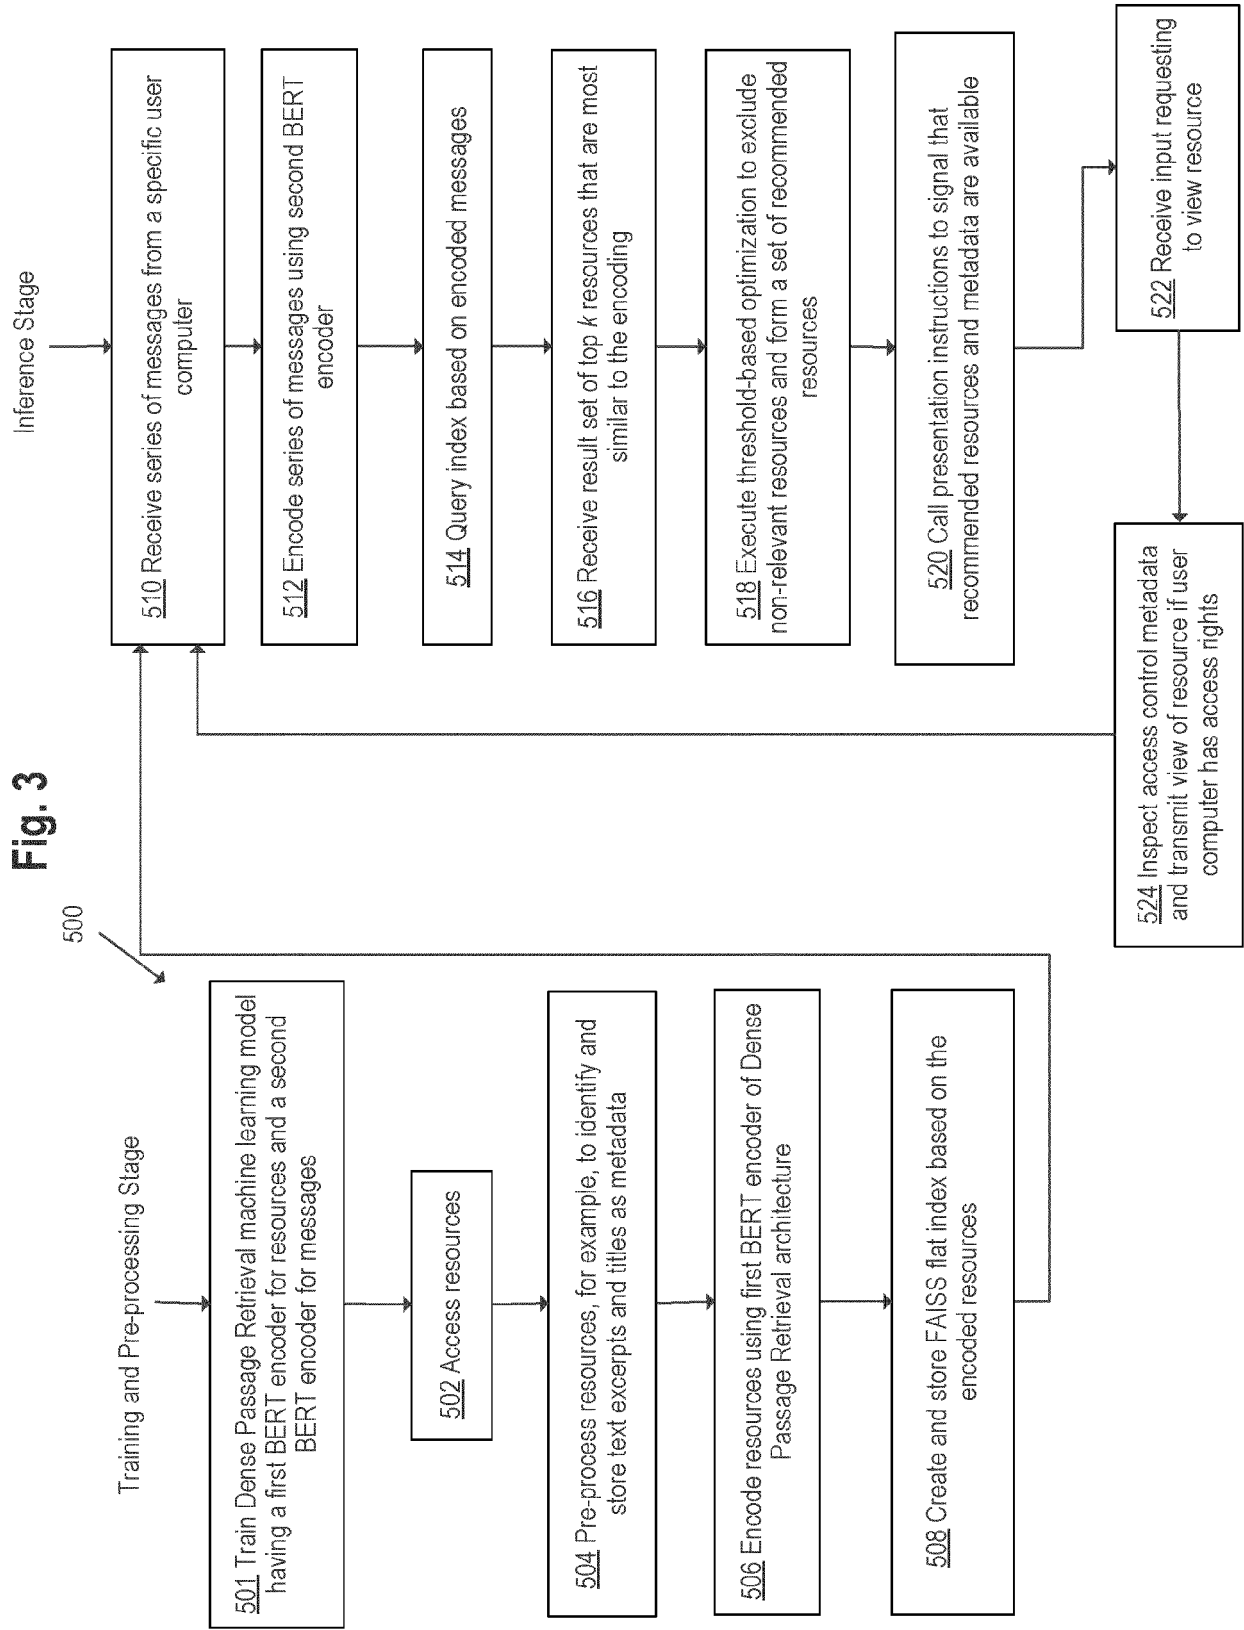 Fig. 3
500
Training and Pre-processing Stage
501 Train Dense Passage Retrieval machine learning model
having a first BERT encoder for resources and a second
BERT encoder for messages
502 Access resources
504 Pre-process resources, for example, to identify and
store text excerpts and titles as metadata
506 Encode resources using first BERT encoder of Dense
Passage Retrieval architecture
508 Create and store FAISS flat index based on the
encoded resources
Inference Stage
510 Receive series of messages from a specific user
computer
512 Encode series of messages using second BERT
encoder
514 Query index based on encoded messages
516 Receive result set of top k resources that are most
similar to the encoding
518 Execute threshold-based optimization to exclude
non-relevant resources and form a set of recommended
resources
520 Call presentation instructions to signal that
recommended resources and metadata are available
522 Receive input requesting
to view resource
524 Inspect access control metadata
and transmit view of resource if user
computer has access rights